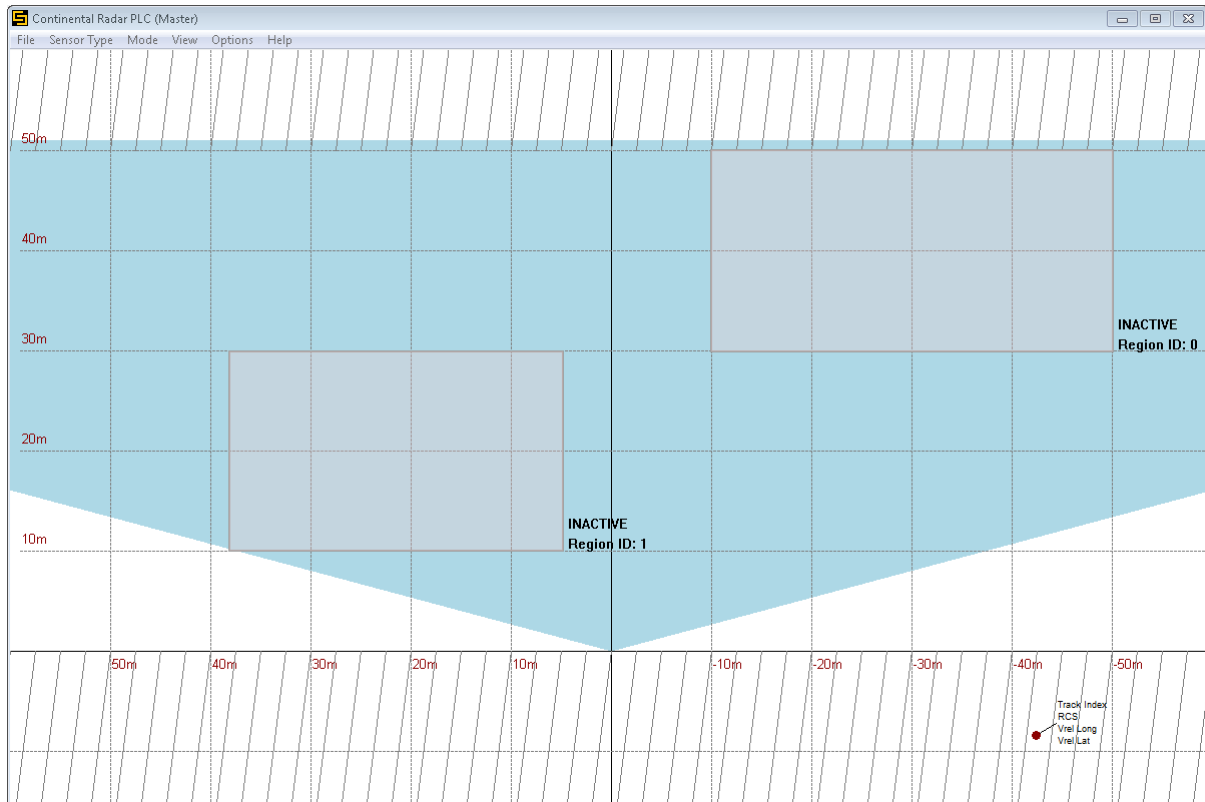 Continental Radar PLC (Master)
File Sensor Type Mode View Options Help
50m
40m
30m
INACTIVE
Region ID: 0
20m
INACTIVE
Region ID: 1
10m
50m 40m 30m 20m 10m -10m -20m -30m -40m -50m
Track Index
RCS
Vrel Long
Vrel Lat